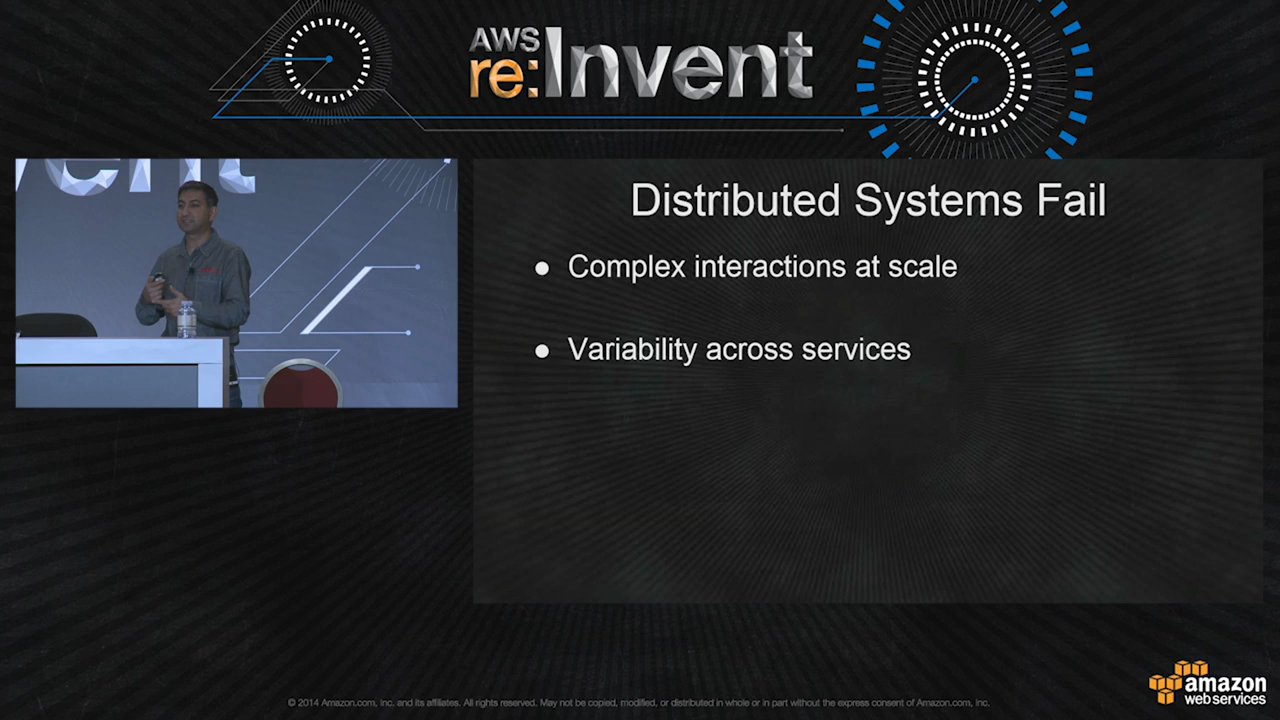 AWS
re:Invent
Distributed Systems Fail
● Complex interactions at scale
● Variability across services
© 2014 Amazon.com, Inc. and its affiliates. All rights reserved. May not be copied, modified, or distributed in whole or in part without the express consent of Amazon.com, Inc.
amazon
web services